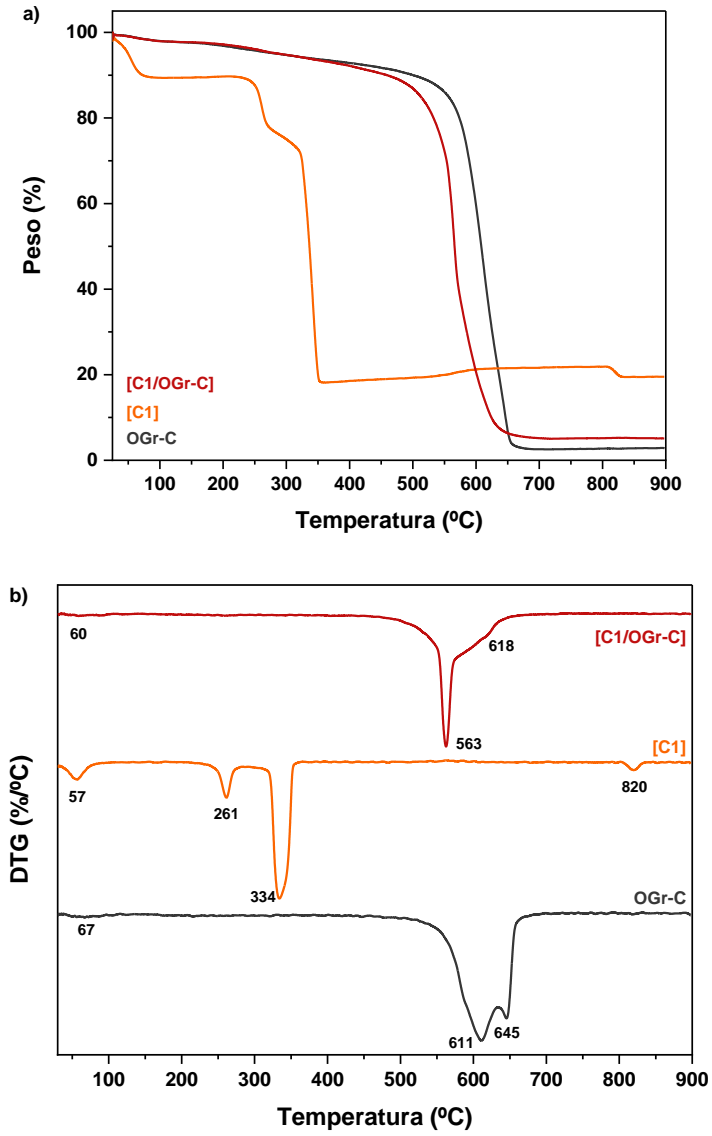 a)
100
80
60
40
20
0
Peso (%)
[C1/OGr-C]
[C1]
OGr-C
100 200 300 400 500 600 700 800 900
Temperatura (ºC)
b)
60
618
[C1/OGr-C]
563
[C1]
57
261
820
334
OGr-C
67
611
645
DTG (%/ºC)
100 200 300 400 500 600 700 800 900
Temperatura (ºC)